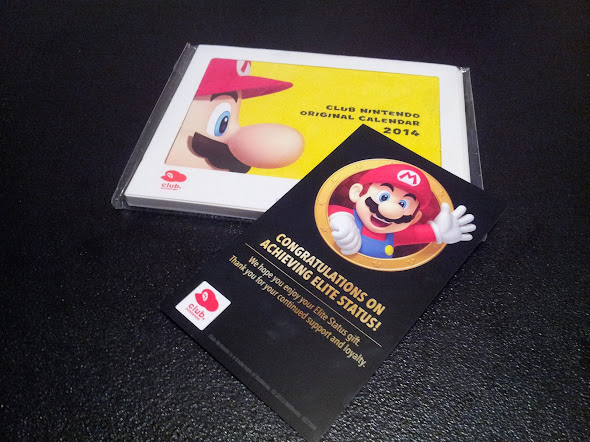 CLUB NINTENDO
ORIGINAL CALENDAR
2014
club.
M
CONGRATULATIONS ON
ACHIEVING ELITE STATUS!
We hope you enjoy your Elite Status gift.
Thank you for your continued support and loyalty.
club.